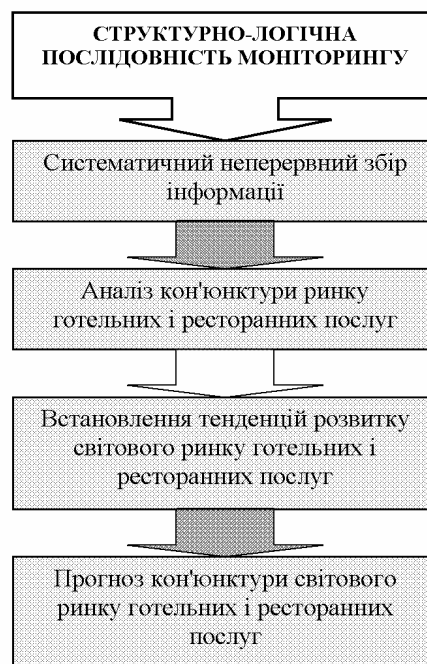 СТРУКТУРНО-ЛОГІЧНА
ПОСЛІДОВНІСТЬ МОНІТОРИНГУ
Систематичний неперервний збір
інформації
Аналіз кон'юнктури ринку
готельних і ресторанних послуг
Встановлення тенденцій розвитку
світового ринку готельних і
ресторанних послуг
Прогноз кон'юнктури світового
ринку готельних і ресторанних
послуг